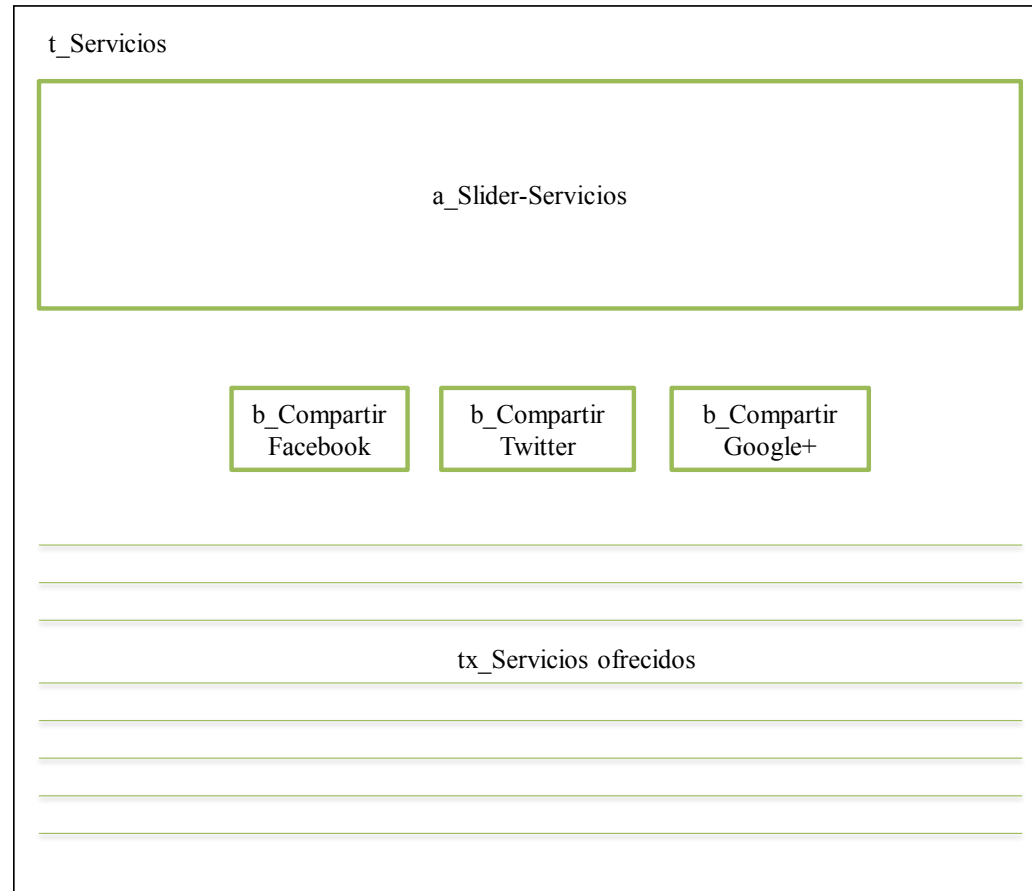 t_Servicios
a_Slider-Servicios
b_Compartir
Facebook
b_Compartir
Twitter
b_Compartir
Google+
tx_Servicios ofrecidos